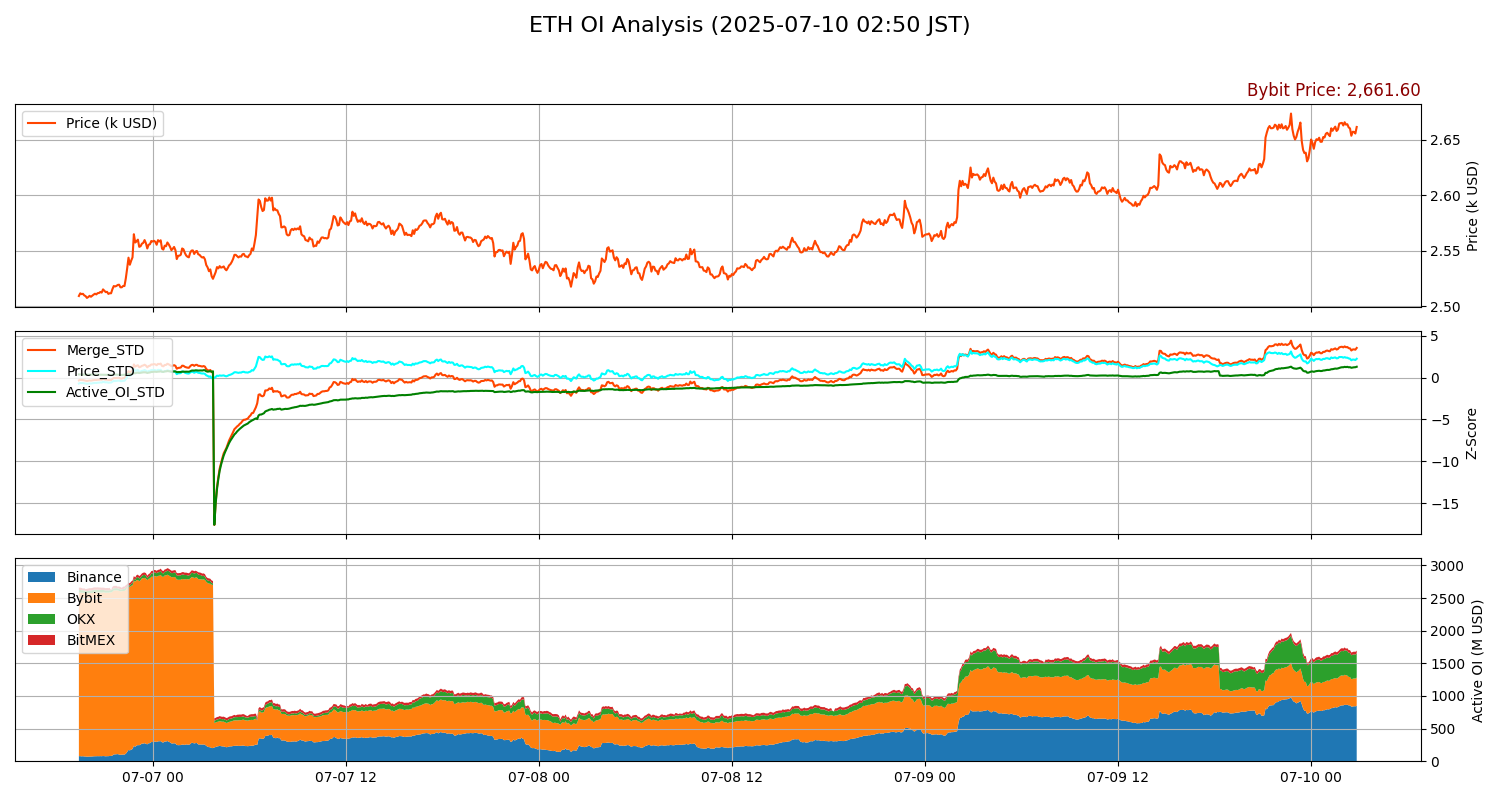 ETH OI Analysis (2025-07-10 02:50 JST)
Bybit Price: 2,661.60
Price (k USD)
2.65
2.60
2.55
2.50
Price (k USD)
Merge_STD
Price_STD
Active_OI_STD
5
0
−5
−10
−15
Z-Score
Binance
Bybit
OKX
BitMEX
3000
2500
2000
1500
1000
500
0
Active OI (M USD)
07-07 00
07-07 12
07-08 00
07-08 12
07-09 00
07-09 12
07-10 00